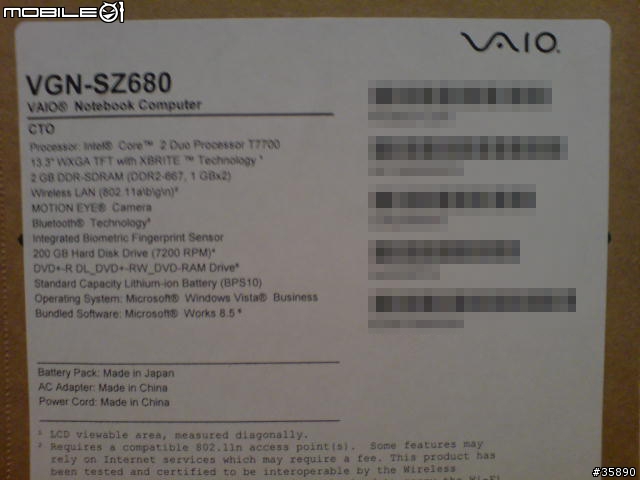 MOBILE01
VAIO
VGN-SZ680
VAIO® Notebook Computer
CTO
Processor: Intel® Core™ 2 Duo Processor T7700
13.3" WXGA TFT with XBRITE ™ Technology ¹
2 GB DDR-SDRAM (DDR2-667, 1 GBx2)
Wireless LAN (802.11a\b\g\n)²
MOTION EYE® Camera
Bluetooth® Technology³
Integrated Biometric Fingerprint Sensor
200 GB Hard Disk Drive (7200 RPM)⁴
DVD+-R DL_DVD+-RW_DVD-RAM Drive⁵
Standard Capacity Lithium-ion Battery (BPS10)
Operating System: Microsoft® Windows Vista® Business
Bundled Software: Microsoft® Works 8.5 ⁶
Battery Pack: Made in Japan
AC Adapter: Made in China
Power Cord: Made in China
¹ LCD viewable area, measured diagonally.
² Requires a compatible 802.11n access point(s). Some features may
rely on Internet services which may require a fee. This product has
been tested and certified to be interoperable by the Wireless
#35890